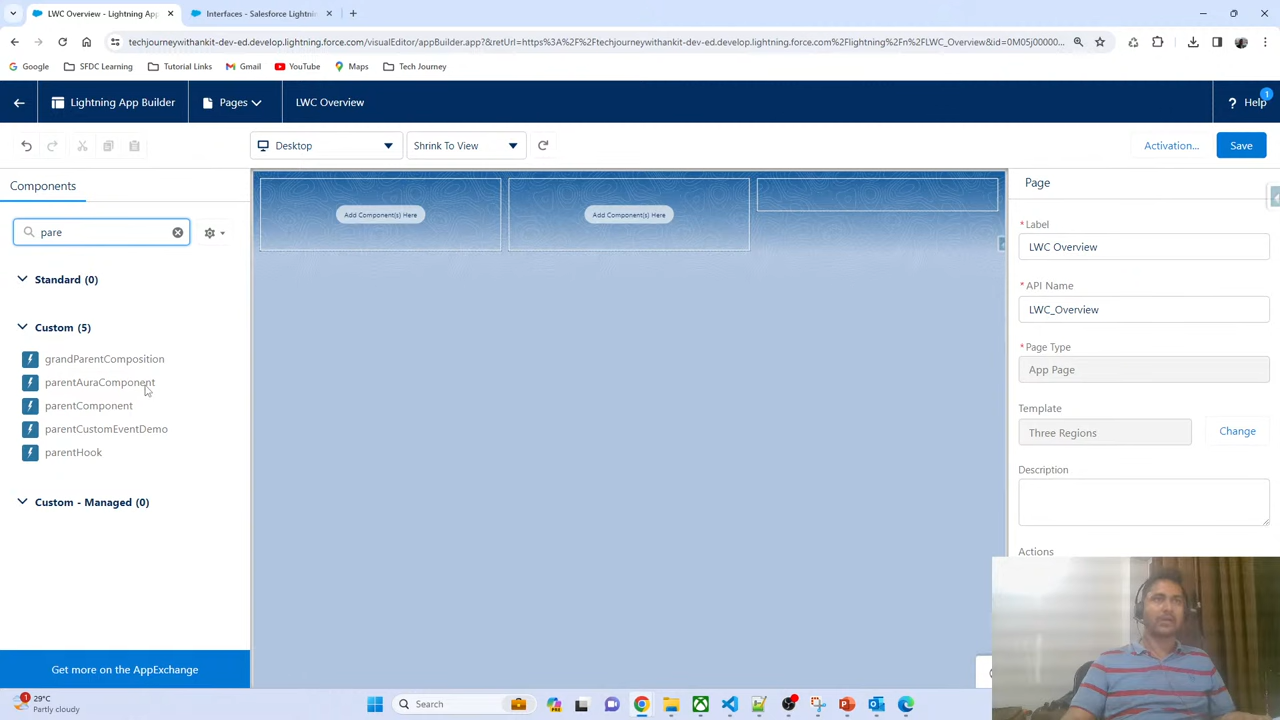 LWC Overview - Lightning App B
Interfaces - Salesforce Lightnin
techjourneywithankit-dev-ed.develop.lightning.force.com/visualEditor/appBuilder.app?&retUrl=https%3A%2F%2Ftechjourneywithankit-dev-ed.develop.lightning.force.com%2Flightning%2Fn%2FLWC_Overview&id=0M05j00000...
Google
SFDC Learning
Tutorial Links
Gmail
YouTube
Maps
Tech Journey
Lightning App Builder
Pages
LWC Overview
1
? Help
Desktop
Shrink To View
Activation...
Save
Components
Page
pare
Add Component(s) Here
Add Component(s) Here
* Label
LWC Overview
Standard (0)
* API Name
LWC_Overview
Custom (5)
* Page Type
grandParentComposition
App Page
parentAuraComponent
parentComponent
Template
parentCustomEventDemo
Three Regions
Change
parentHook
Description
Custom - Managed (0)
Actions
Get more on the AppExchange
1
29°C
Partly cloudy
Search